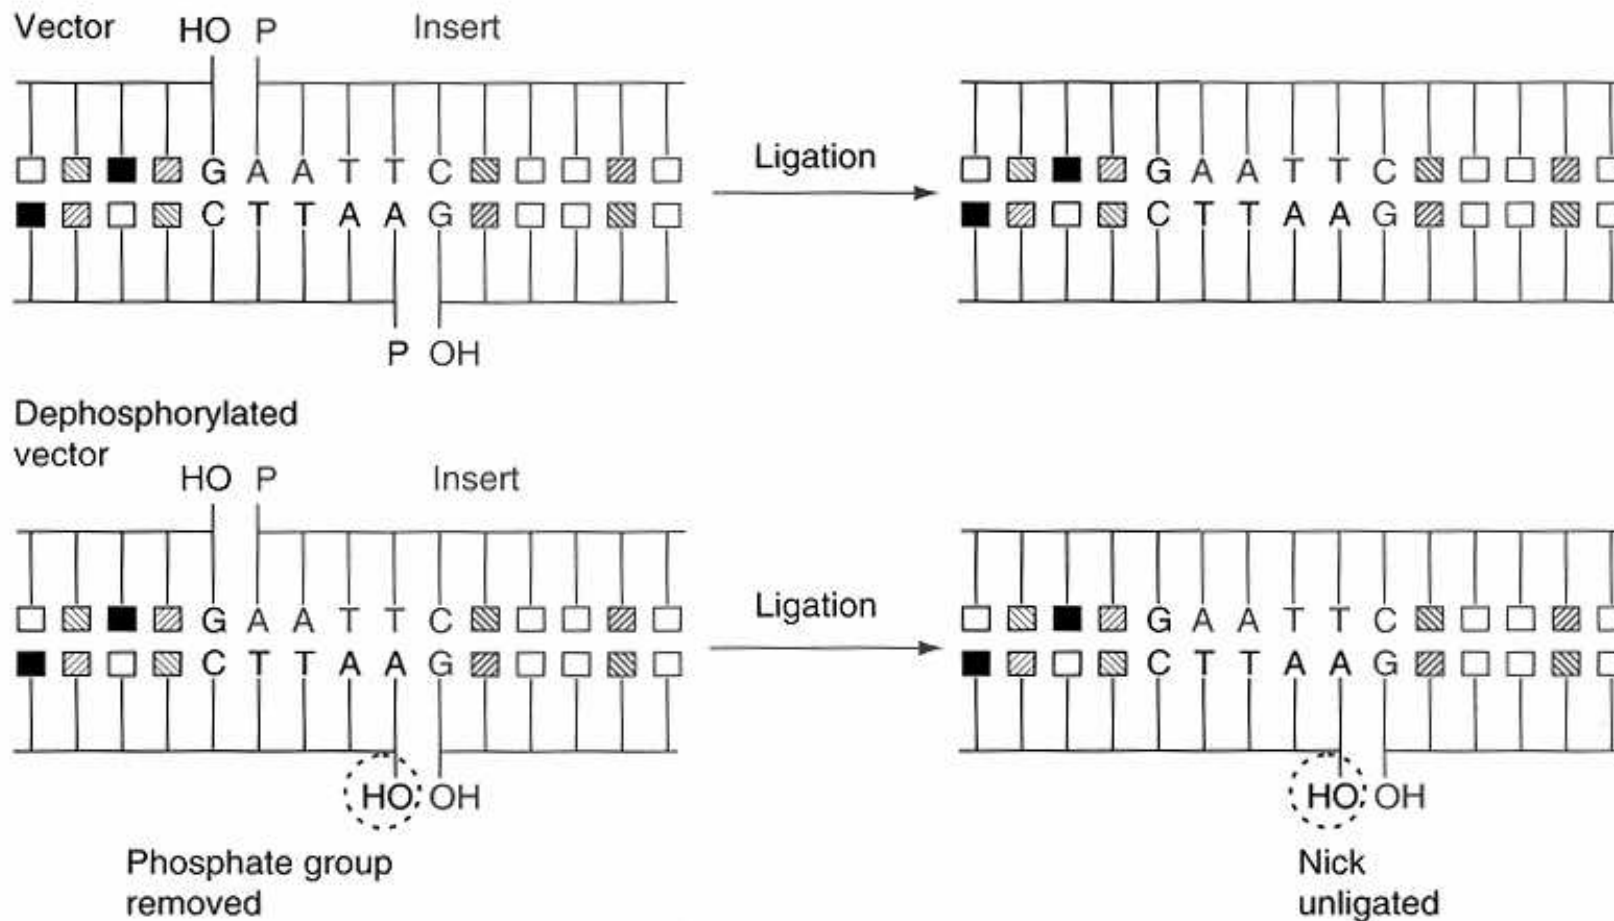 Vector HO P Insert
G A A T T C Ligation G A A T T C
C T T A A G C T T A A G
P OH
Dephosphorylated
vector
HO P Insert
G A A T T C Ligation G A A T T C
C T T A A G C T T A A G
HO OH HO OH
Phosphate group Nick
removed unligated